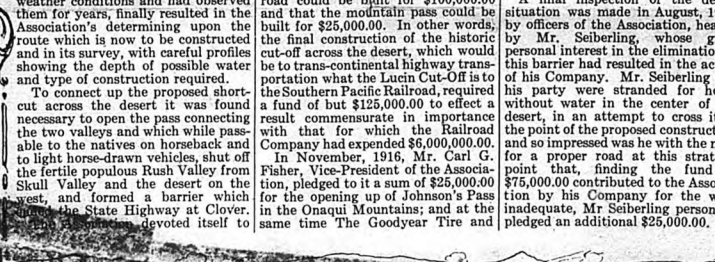 weather conditions and had observed
them for years, finally resulted in the
Association's determining upon the
route which is now to be constructed
and in its survey, with careful profiles
showing the depth of possible water
and type of construction required.
To connect up the proposed short-
cut across the desert it was found
necessary to open the pass connecting
the two valleys and which while pass-
able to the natives on horseback and
to light horse-drawn vehicles, shut off
the fertile populous Rush Valley from
Skull Valley and the desert on the
west, and formed a barrier which
the State Highway at Clover.
The Association devoted itself to
road could be built for $100,000.00
and that the mountain pass could be
built for $25,000.00. In other words,
the final construction of the historic
cut-off across the desert, which would
be to trans-continental highway trans-
portation what the Lucin Cut-Off is to
the Southern Pacific Railroad, required
a fund of but $125,000.00 to effect a
result commensurate in importance
with that for which the Railroad
Company had expended $6,000,000.00.
In November, 1916, Mr. Carl G.
Fisher, Vice-President of the Associa-
tion, pledged to it a sum of $25,000.00
for the opening up of Johnson's Pass
in the Onaqui Mountains; and at the
same time The Goodyear Tire and
A final inspection of the de
situation was made in August, 1
by officers of the Association, hea
by Mr. Seiberling, whose g
personal interest in the eliminatio
this barrier had resulted in the ac
of his Company. Mr. Seiberling
his party were stranded for ho
without water in the center of
desert, in an attempt to cross it
the point of the proposed construct
and so impressed was he with the n
for a proper road at this strat
point that, finding the fund
$75,000.00 contributed to the Asso
tion by his Company for the w
inadequate, Mr Seiberling person
pledged an additional $25,000.00.